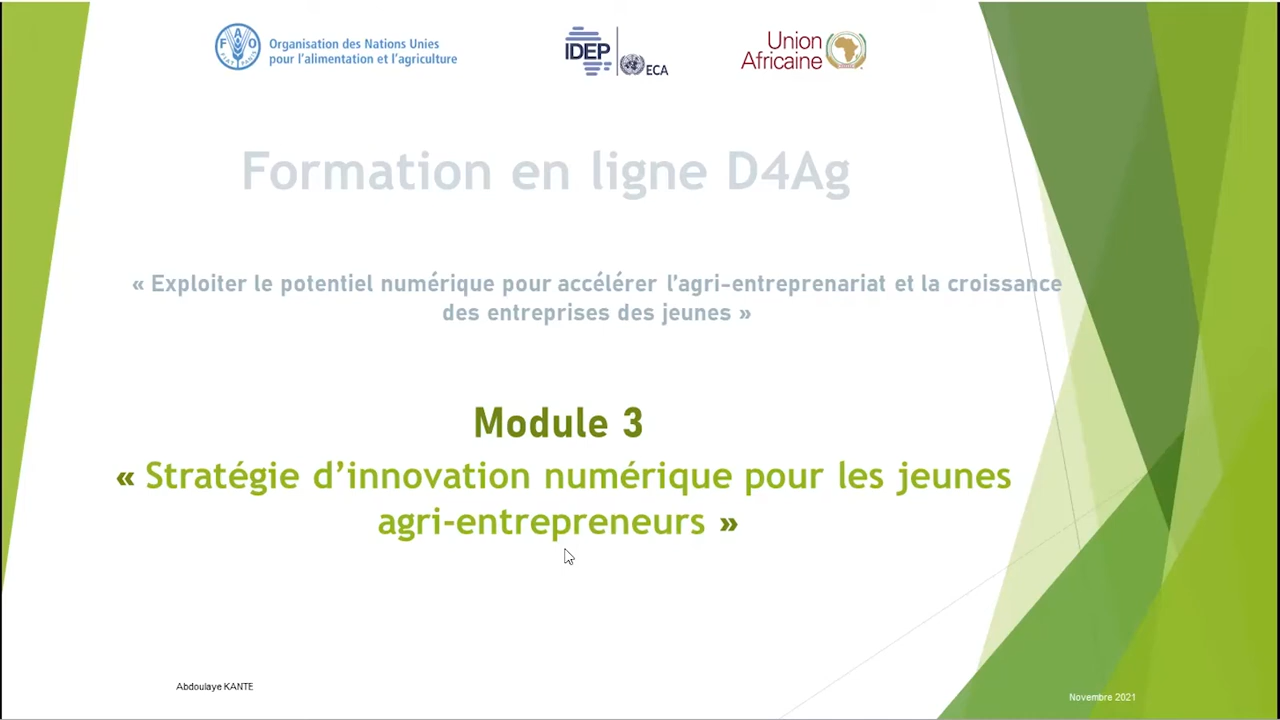 Organisation des Nations Unies
pour l'alimentation et l'agriculture
F A O
FIAT PANIS
IDEP
ECA
Union
Africaine
Formation en ligne D4Ag
« Exploiter le potentiel numérique pour accélérer l'agri-entreprenariat et la croissance
des entreprises des jeunes »
Module 3
« Stratégie d'innovation numérique pour les jeunes
agri-entrepreneurs »
Abdoulaye KANTE
Novembre 2021